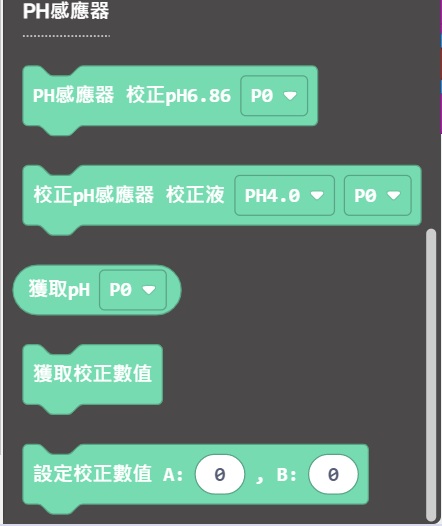 PH感應器
PH感應器 校正pH6.86 P0
校正pH感應器 校正液 PH4.0 P0
獲取pH P0
獲取校正數值
設定校正數值 A: 0 , B: 0